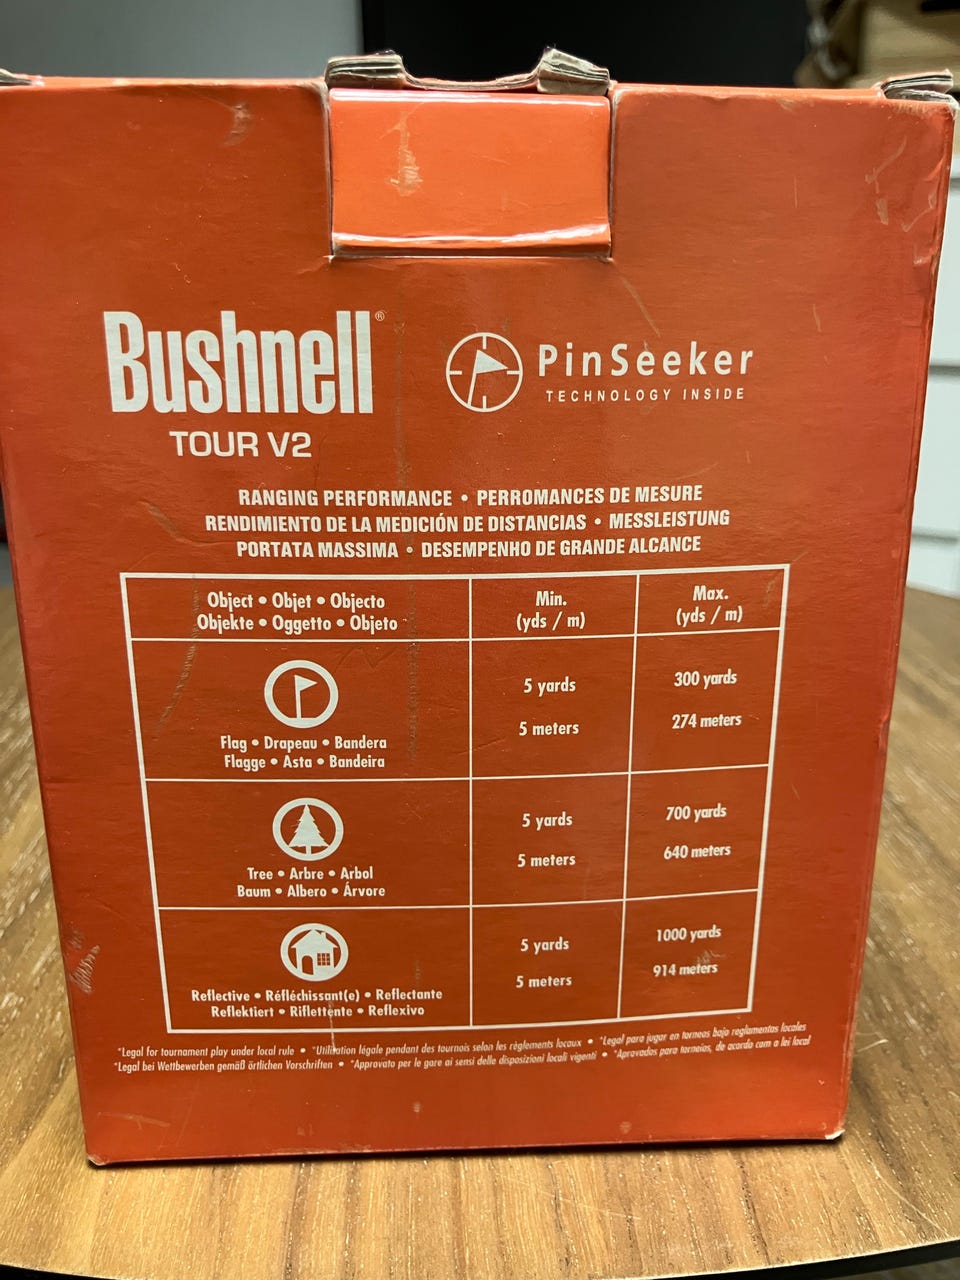 Bushnell®
TOUR V2
PinSeeker
TECHNOLOGY INSIDE
RANGING PERFORMANCE • PERROMANCES DE MESURE
RENDIMIENTO DE LA MEDICIÓN DE DISTANCIAS • MESSLEISTUNG
PORTATA MASSIMA • DESEMPENHO DE GRANDE ALCANCE
Object • Objet • Objecto
Objekte • Oggetto • Objeto
Min.
(yds / m)
Max.
(yds / m)
Flag • Drapeau • Bandera
Flagge • Asta • Bandeira
5 yards
5 meters
300 yards
274 meters
Tree • Arbre • Arbol
Baum • Albero • Árvore
5 yards
5 meters
700 yards
640 meters
Reflective • Réfléchissant(e) • Reflectante
Reflektiert • Riflettente • Reflexivo
5 yards
5 meters
1000 yards
914 meters
*Legal for tournament play under local rule • *Utilisation légale pendant des tournois selon les règlements locaux • *Legal para jugar en torneos bajo reglamentos locales
*Legal bei Wettbewerben gemäß örtlichen Vorschriften • *Approvato per le gare ai sensi delle disposizioni locali vigenti • *Aprovados para torneios, de acordo com a lei local